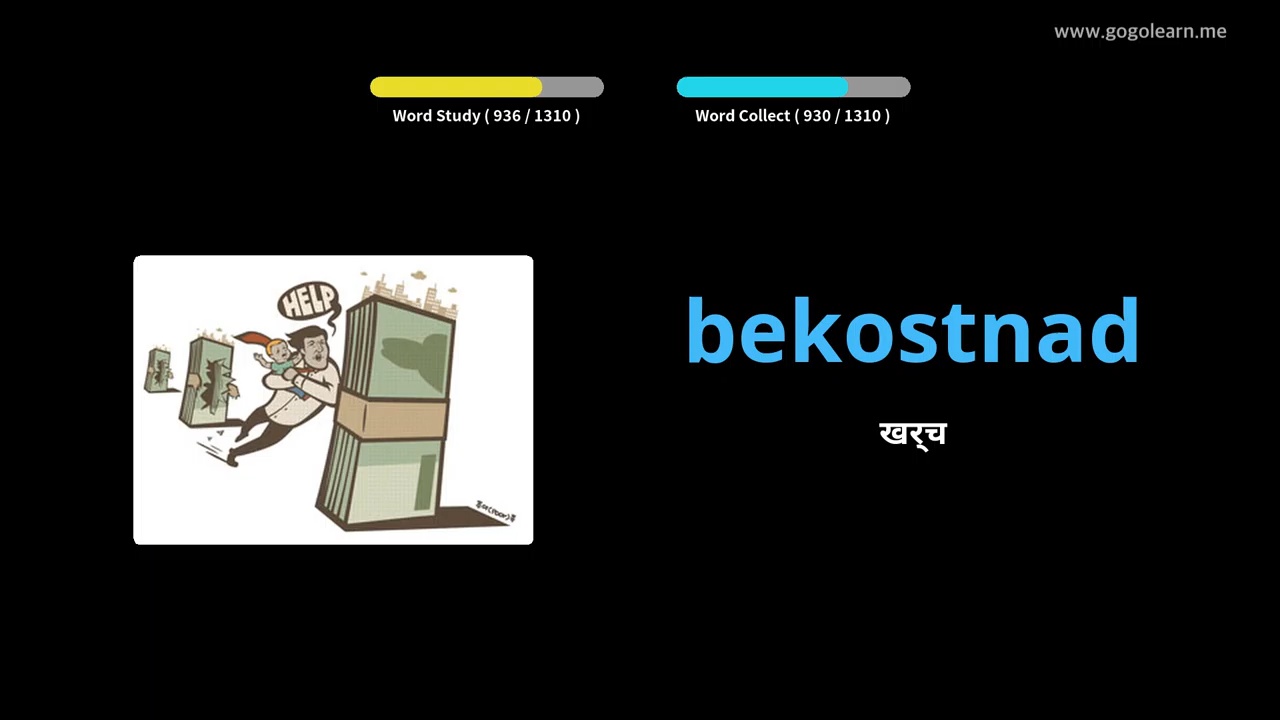 www.gogolearn.me
Word Study ( 936 / 1310 )
Word Collect ( 930 / 1310 )
HELP
bekostnad
खर्च